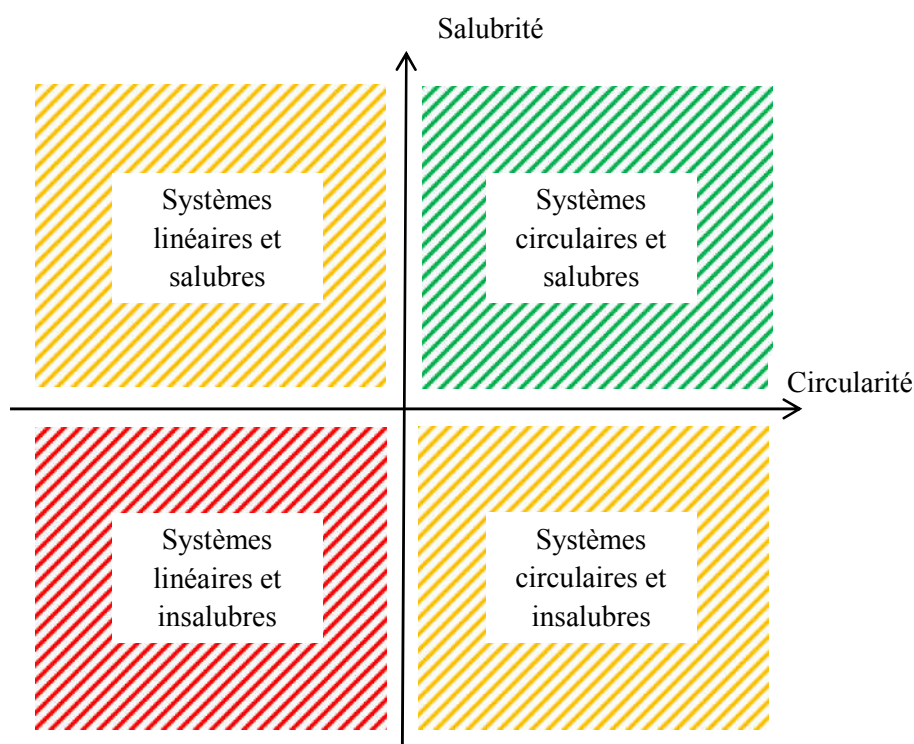 Salubrité
Systèmes
linéaires et
salubres
Systèmes
circulaires et
salubres
Circularité
Systèmes
linéaires et
insalubres
Systèmes
circulaires et
insalubres